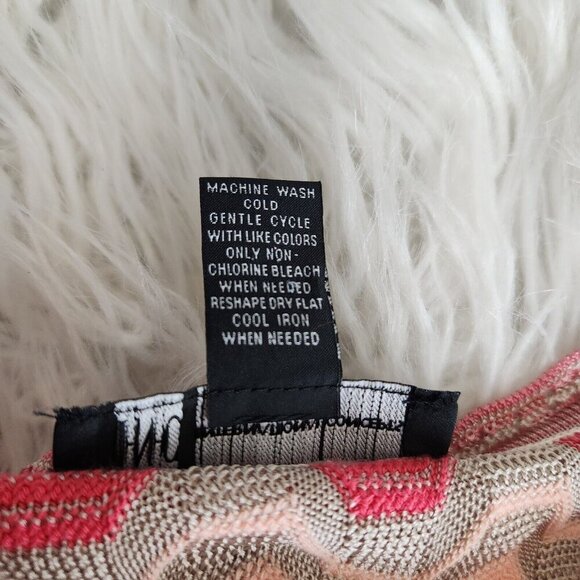 MACHINE WASH
COLD
GENTLE CYCLE
WITH LIKE COLORS
ONLY NON-
CHLORINE BLEACH
WHEN NEEDED
RESHAPE DRY FLAT
COOL IRON
WHEN NEEDED